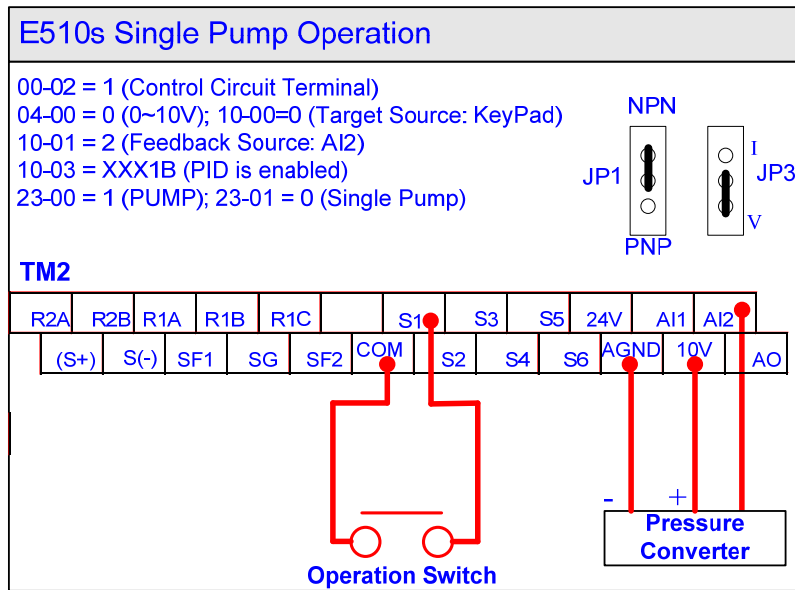 E510s Single Pump Operation
00-02 = 1 (Control Circuit Terminal)
04-00 = 0 (0~10V); 10-00=0 (Target Source: KeyPad)
10-01 = 2 (Feedback Source: AI2)
10-03 = XXX1B (PID is enabled)
23-00 = 1 (PUMP); 23-01 = 0 (Single Pump)
NPN
JP1
PNP
I
JP3
V
TM2
R2A R2B R1A R1B R1C S1 S3 S5 24V AI1 AI2
(S+) S(-) SF1 SG SF2 COM S2 S4 S6 AGND 10V AO
- +
Pressure
Converter
Operation Switch